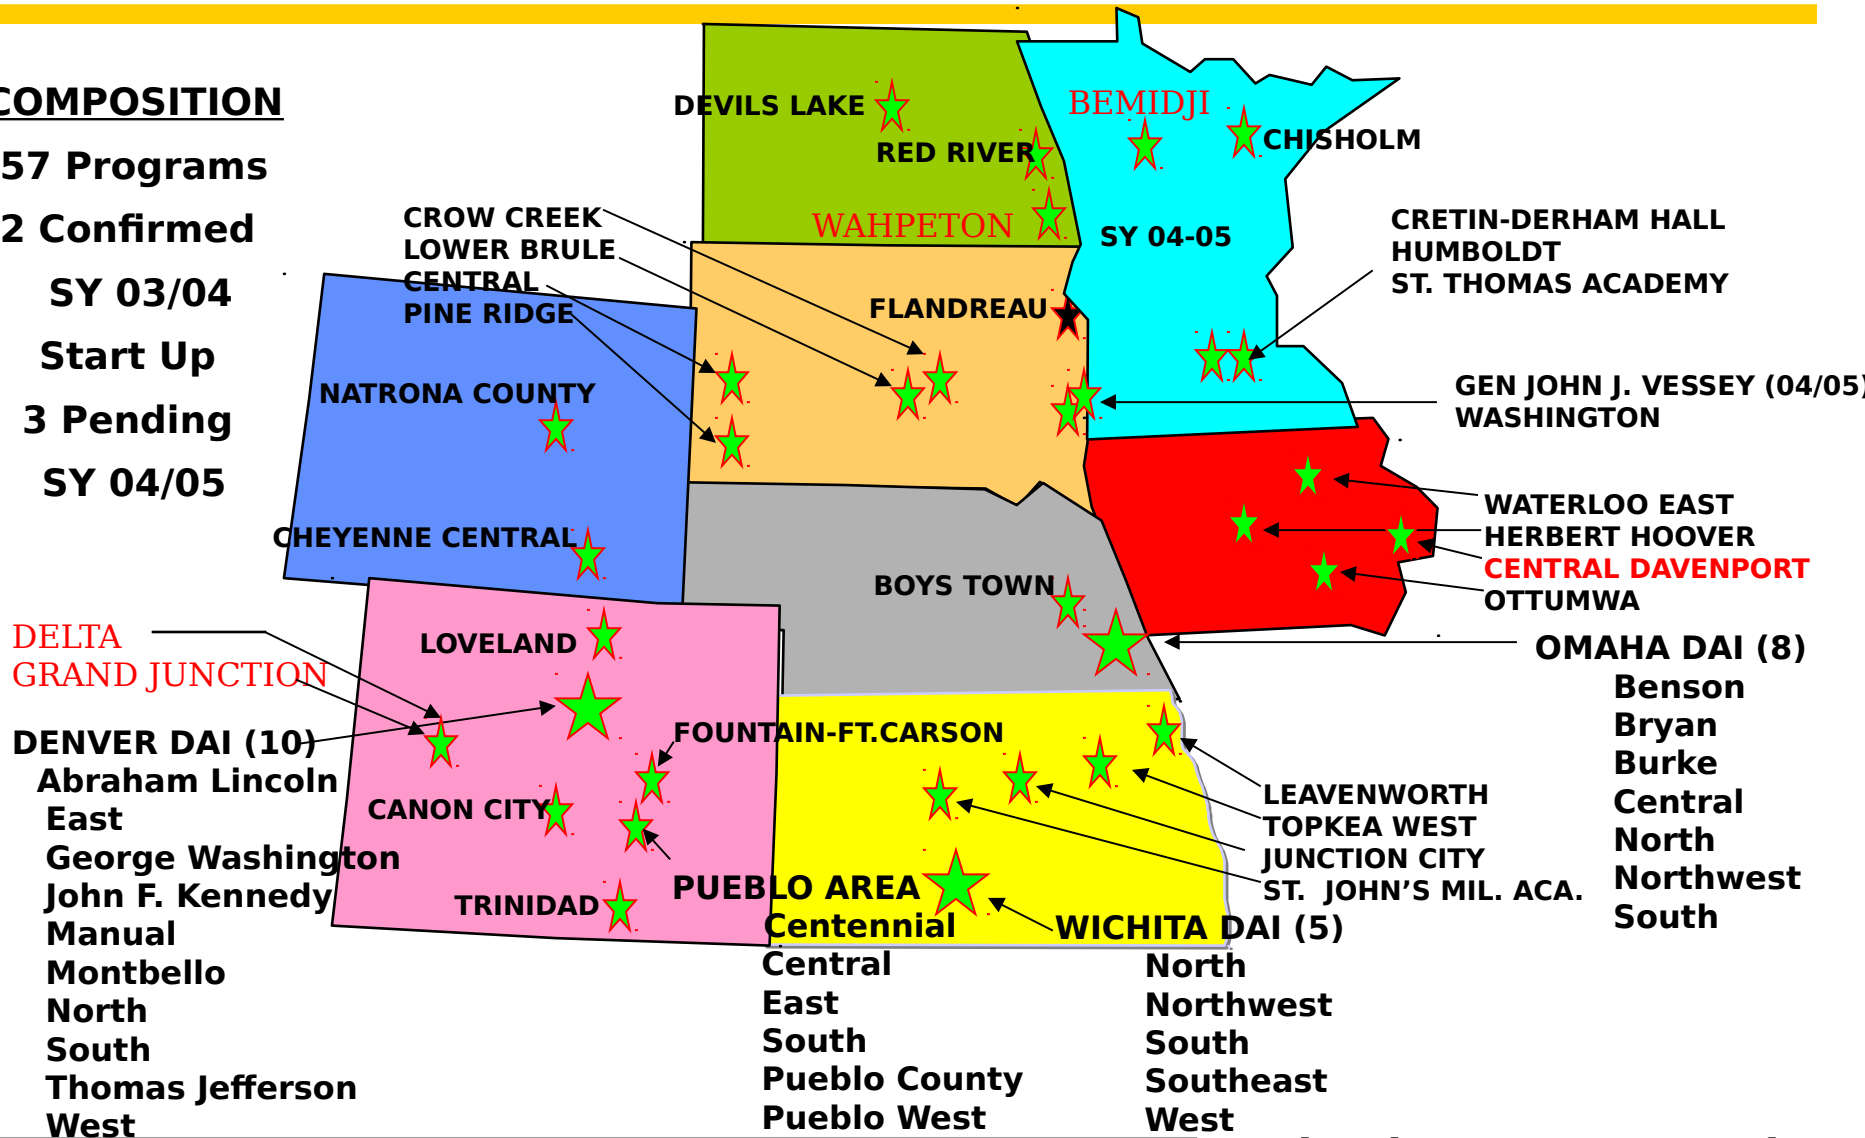 COMPOSITION
57 Programs
2 Confirmed
SY 03/04
Start Up
3 Pending
SY 04/05
DEVILS LAKE
RED RIVER
WAHPETON
BEMIDJI
CHISHOLM
SY 04-05
CROW CREEK
LOWER BRULE
CENTRAL
PINE RIDGE
FLANDREAU
CRETIN-DERHAM HALL
HUMBOLDT
ST. THOMAS ACADEMY
GEN JOHN J. VESSEY (04/05)
WASHINGTON
NATRONA COUNTY
CHEYENNE CENTRAL
WATERLOO EAST
HERBERT HOOVER
CENTRAL DAVENPORT
OTTUMWA
BOYS TOWN
OMAHA DAI (8)
Benson
Bryan
Burke
Central
North
Northwest
South
DELTA
GRAND JUNCTION
LOVELAND
DENVER DAI (10)
Abraham Lincoln
East
George Washington
John F. Kennedy
Manual
Montbello
North
South
Thomas Jefferson
West
FOUNTAIN-FT.CARSON
CANON CITY
TRINIDAD
PUEBLO AREA
Centennial
Central
East
South
Pueblo County
Pueblo West
LEAVENWORTH
TOPKEA WEST
JUNCTION CITY
ST.  JOHN’S MIL. ACA.
WICHITA DAI (5)
North
Northwest
South
Southeast
West